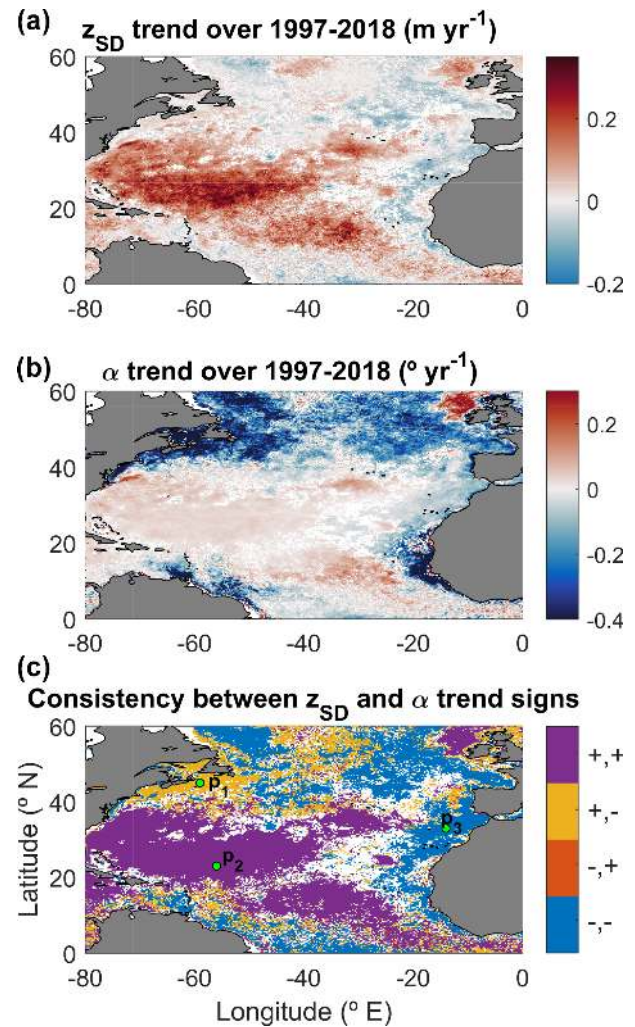 (a)
z_SD trend over 1997-2018 (m yr⁻¹)
60
40
20
0
-80 -60 -40 -20 0
0.2
0
-0.2
(b)
α trend over 1997-2018 (º yr⁻¹)
60
40
20
0
-80 -60 -40 -20 0
0.2
0
-0.2
-0.4
(c)
Consistency between z_SD and α trend signs
Latitude (º N)
60
40
20
0
p₁
p₂
p₃
-80 -60 -40 -20 0
Longitude (º E)
+,+
+,-
-,+
-,-